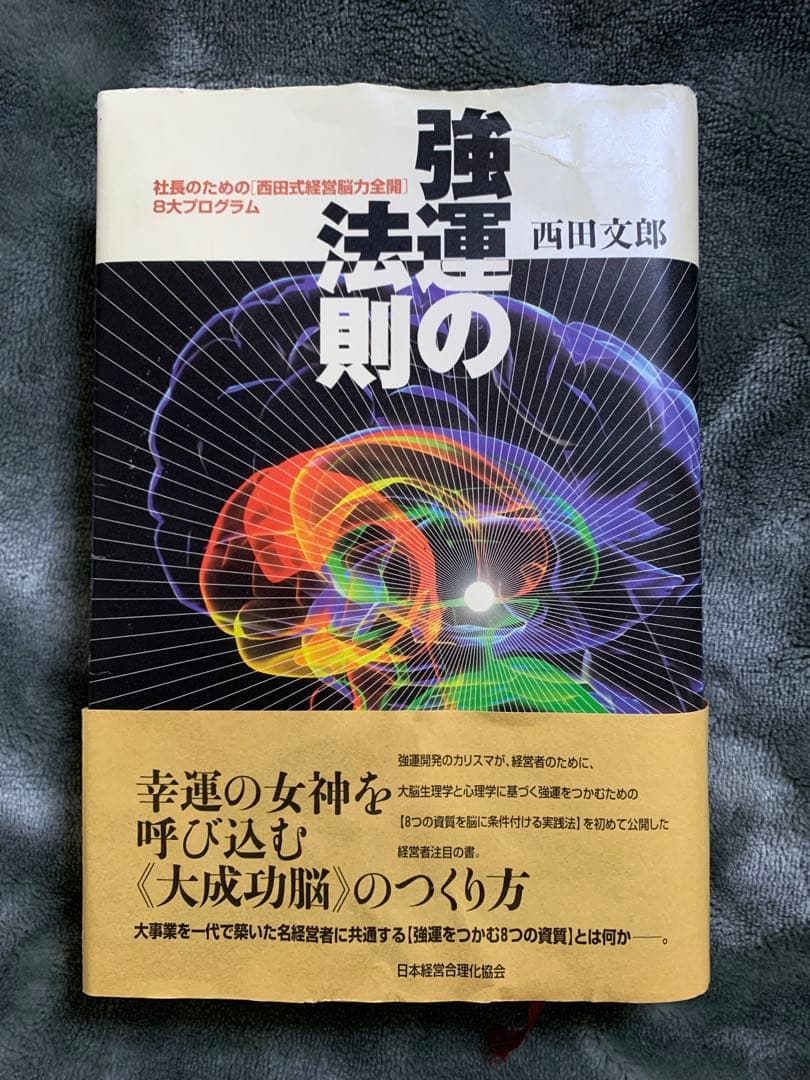 強運の
法則
社長のための[西田式経営脳力全開]
8大プログラム
西田文郎
幸運の女神を
呼び込む
《大成功脳》のつくり方
強運開発のカリスマが、経営者のために、
大脳生理学と心理学に基づく強運をつかむための
【8つの資質を脳に条件付ける実践法】を初めて公開した
経営者注目の書。
大事業を一代で築いた名経営者に共通する【強運をつかむ8つの資質】とは何か――。
日本経営合理化協会